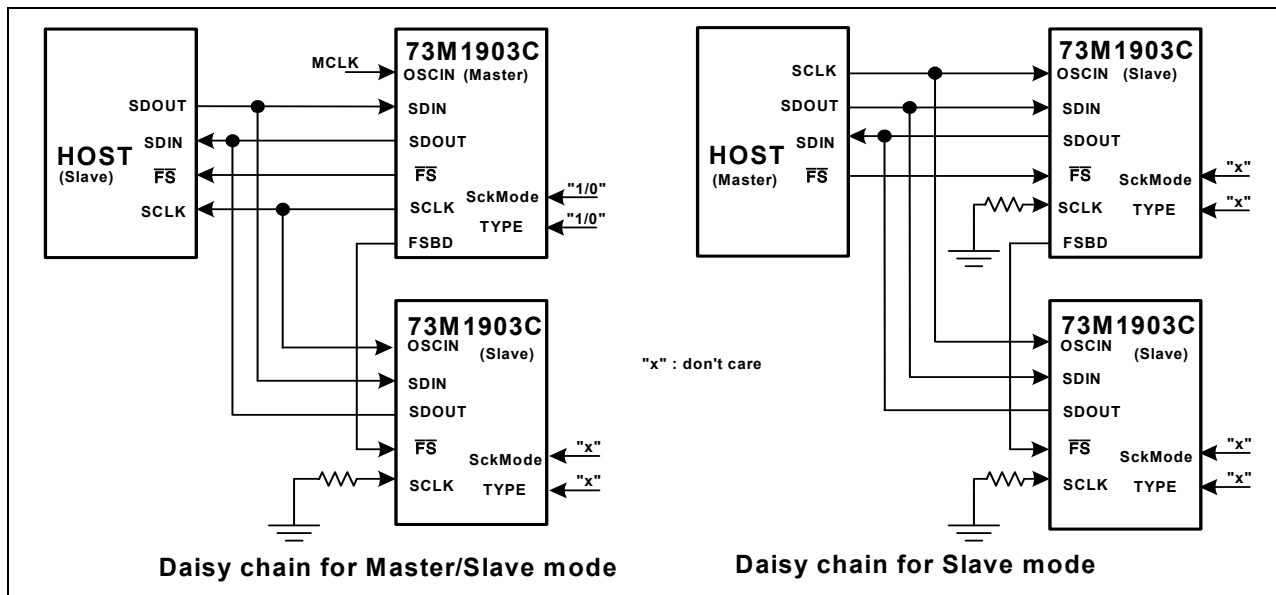 73M1903C
MCLK
OSCIN (Master)
SDOUT
SDIN
SDIN
SDOUT
HOST
(Slave)
FS
FS
"1/0"
SckMode
SCLK
SCLK
"1/0"
TYPE
FSBD
73M1903C
OSCIN
(Slave)
SDIN
SDOUT
FS
"x"
SckMode
SCLK
TYPE
"x"
Daisy chain for Master/Slave mode
"x" : don't care
73M1903C
SCLK
OSCIN (Slave)
SDOUT
SDIN
SDIN
SDOUT
HOST
(Master)
FS
FS
"x"
SckMode
SCLK
"x"
TYPE
FSBD
73M1903C
OSCIN
(Slave)
SDIN
SDOUT
FS
"x"
SckMode
SCLK
TYPE
"x"
Daisy chain for Slave mode